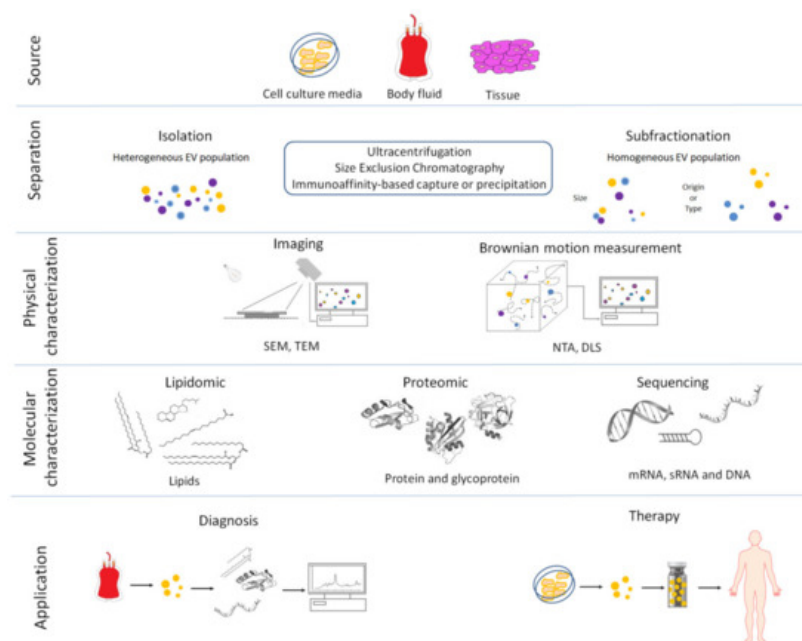 Source
Cell culture media
Body fluid
Tissue
Separation
Isolation
Heterogeneous EV population
Ultracentrifugation
Size Exclusion Chromatography
Immunoaffinity-based capture or precipitation
Subfractionation
Homogeneous EV population
Size
Origin
or
Type
Physical
characterization
Imaging
SEM, TEM
Brownian motion measurement
NTA, DLS
Molecular
characterization
Lipidomic
Lipids
Proteomic
Protein and glycoprotein
Sequencing
mRNA, sRNA and DNA
Application
Diagnosis
Therapy